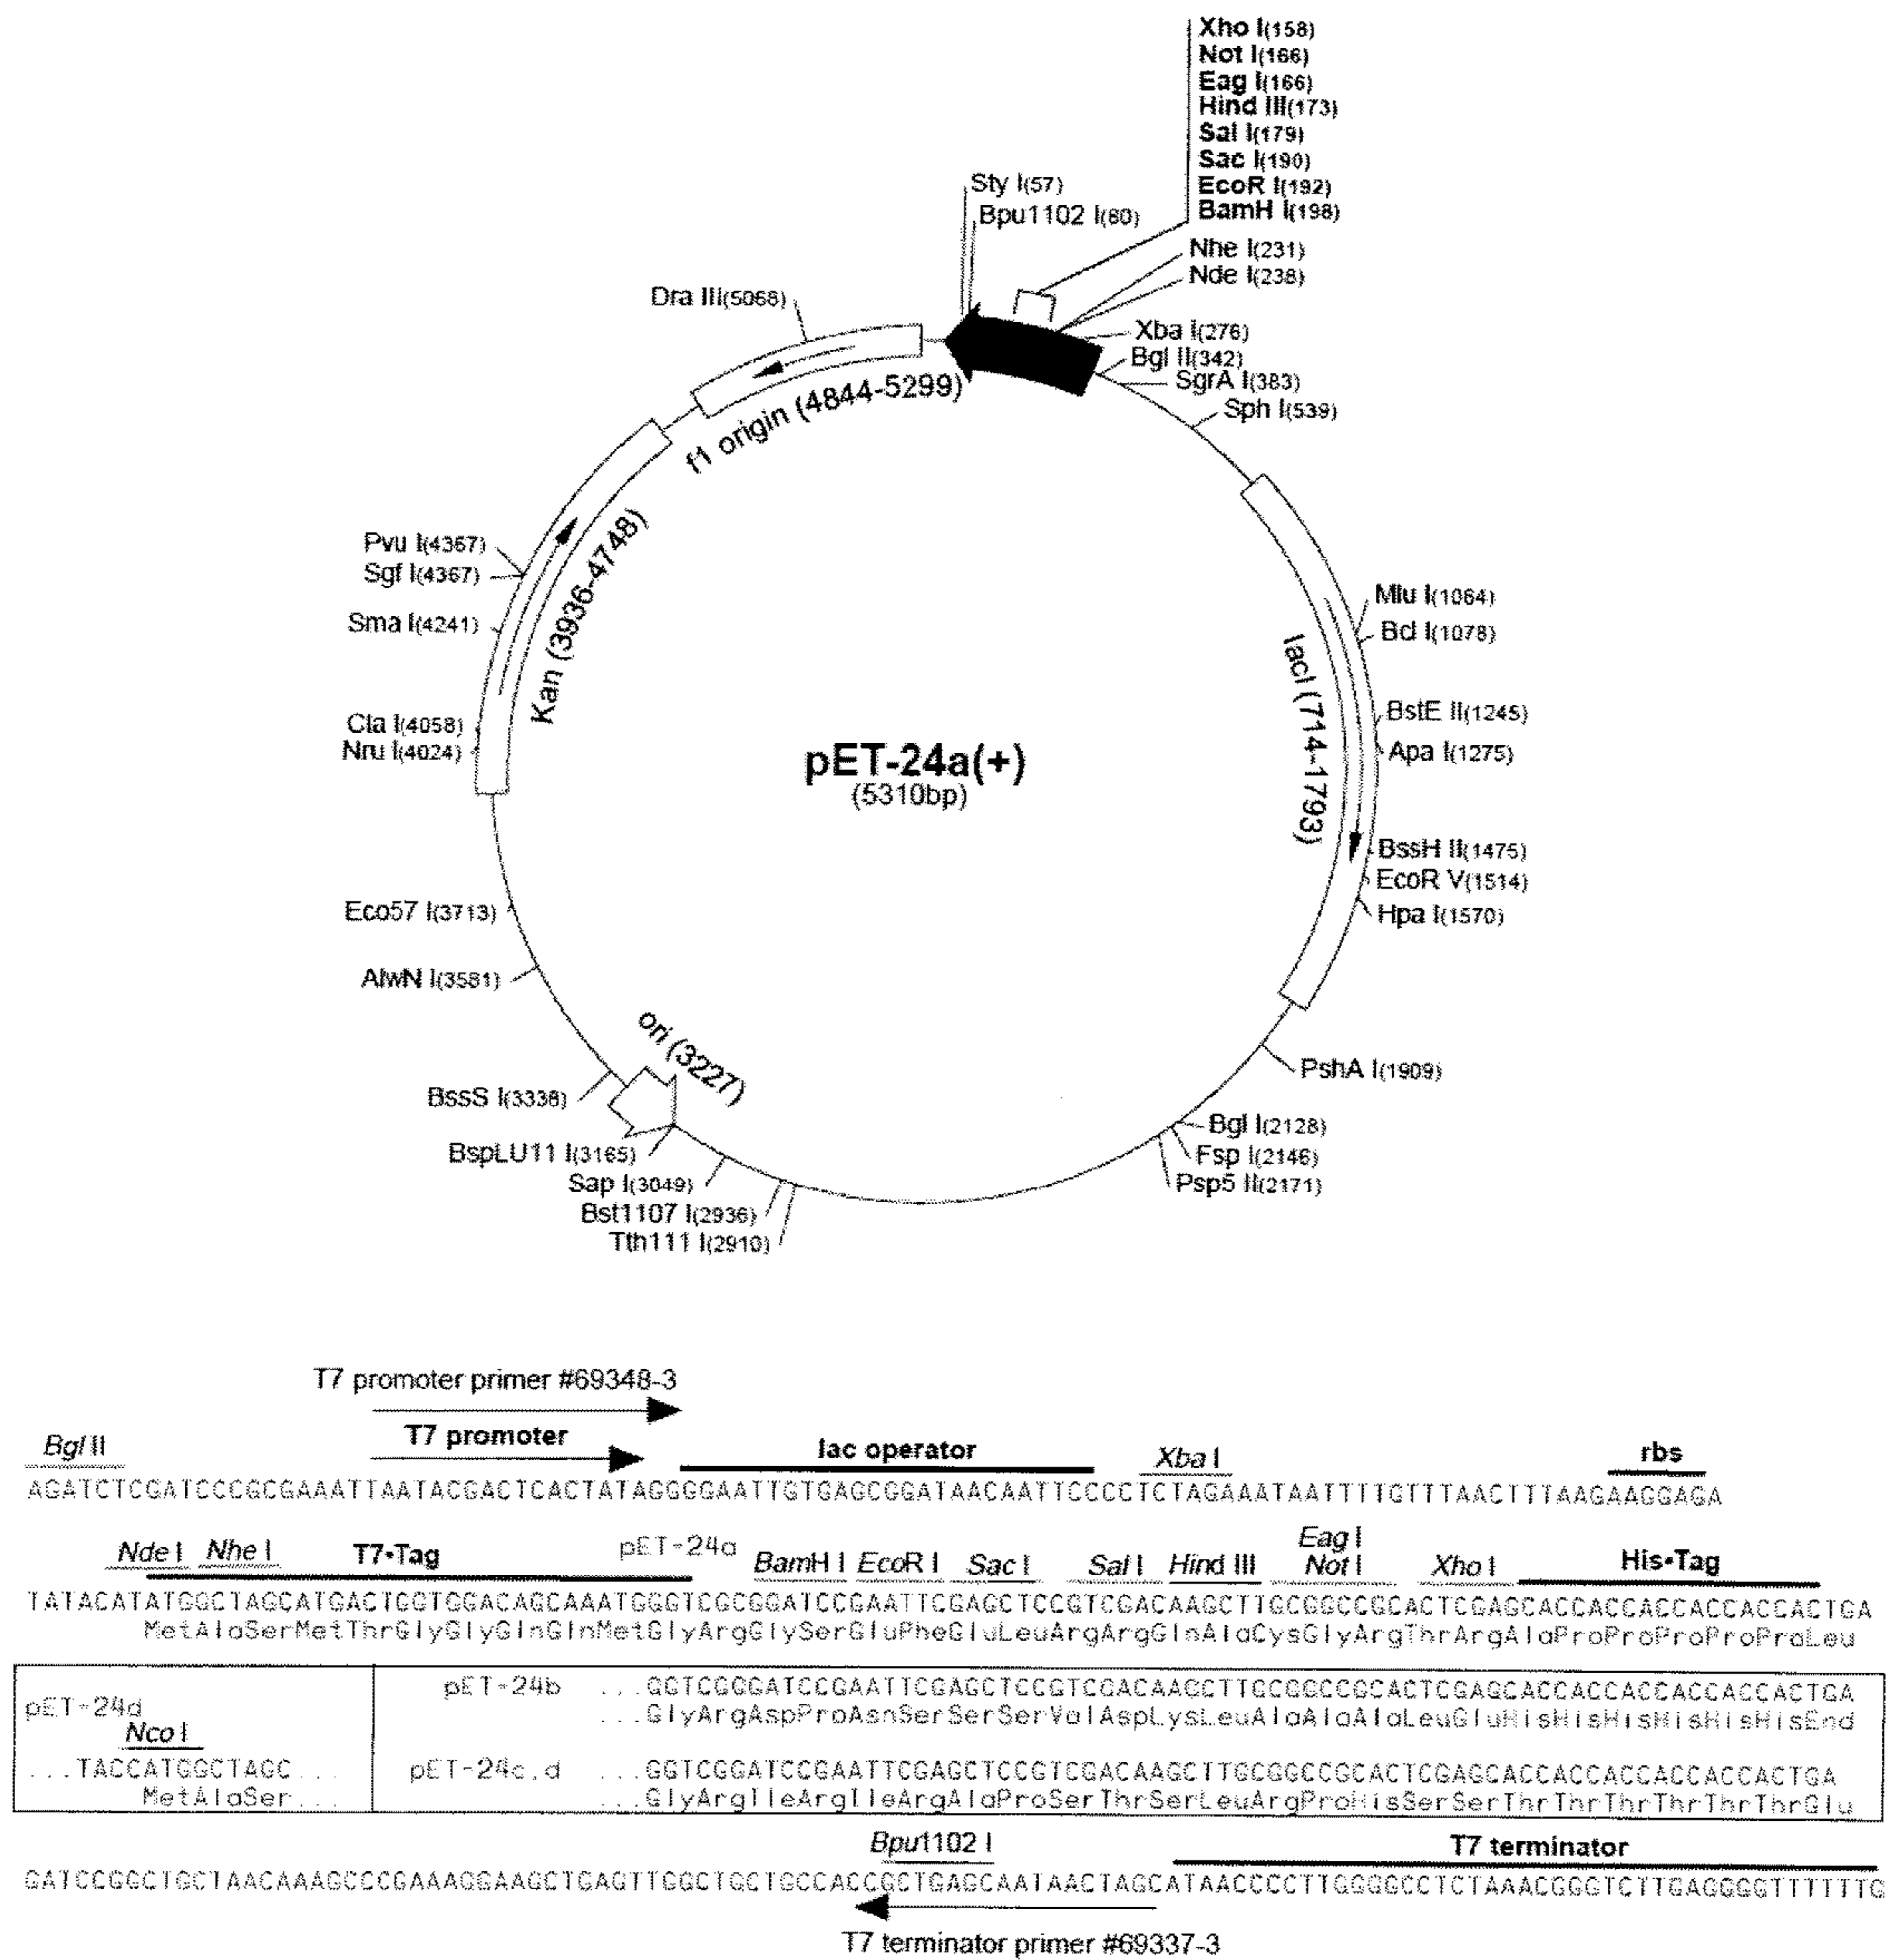 Xho I(158)
Not I(166)
Eag I(166)
Hind III(173)
Sal I(179)
Sac I(190)
EcoR I(192)
BamH I(198)
Sty I(57)
Bpu1102 I(80)
Nhe I(231)
Nde I(238)
Dra III(5068)
Xba I(276)
Bgl II(342)
SgrA I(383)
Sph I(539)
f1 origin (4844-5299)
Pvu I(4367)
Sgf I(4367)
Sma I(4241)
Kan (3936-4748)
Cla I(4058)
Nru I(4024)
Mlu I(1064)
Bcl I(1078)
lacI (714-1793)
BstE II(1245)
Apa I(1275)
pET-24a(+)
(5310bp)
BssH II(1475)
EcoR V(1514)
Hpa I(1570)
Eco57 I(3713)
AlwN I(3581)
ori (3227)
BssS I(3338)
PshA I(1909)
BspLU11 I(3165)
Sap I(3049)
Bst1107 I(2936)
Tth111 I(2910)
Bgl I(2128)
Fsp I(2146)
Psp5 II(2171)
T7 promoter primer #69348-3
Bgl II T7 promoter lac operator Xba I rbs
AGATCTCGATCCCGCGAAATTAATACGACTCACTATAGGGGAATTGTGAGCGGATAACAATTCCCCTCTAGAAATAATTTTGTTTAACTTTAAGAAGGAGA
Nde I Nhe I T7•Tag pET-24a BamH I EcoR I Sac I Sal I Hind III Eag I Not I Xho I His•Tag
TATACATATGGCTAGCATGACTGGTGGACAGCAAATGGGTCGCGGATCCGAATTCGAGCTCCGTCGACAAGCTTGCGGCCGCACTCGAGCACCACCACCACCACCACTGA
MetAlaSerMetThrGlyGlyGlnGlnMetGlyArgGlySerGluPheGluLeuArgArgGlnAlaCysGlyArgThrArgAlaProProProProProLeu
pET-24d
NcoI
...TACCATGGCTAGC...
MetAlaSer...
pET-24b ...GGTCGGGATCCGAATTCGAGCTCCGTCGACAAGCTTGCGGCCGCACTCGAGCACCACCACCACCACCACTGA
...GlyArgAspProAsnSerSerSerValAspLysLeuAlaAlaAlaLeuGluHisHisHisHisHisHisEnd
pET-24c,d ...GGTCGGATCCGAATTCGAGCTCCGTCGACAAGCTTGCGGCCGCACTCGAGCACCACCACCACCACCACTGA
...GlyArgIleArgIleArgAlaProSerThrSerLeuArgProHisSerSerThrThrThrThrThrThrGlu
Bpu1102 I T7 terminator
GATCCGGCTGCTAACAAAGCCCGAAAGGAAGCTGAGTTGGCTGCTGCCACCGCTGAGCAATAACTAGCATAACCCCTTGGGGCCTCTAAACGGGTCTTGAGGGGTTTTTTG
T7 terminator primer #69337-3